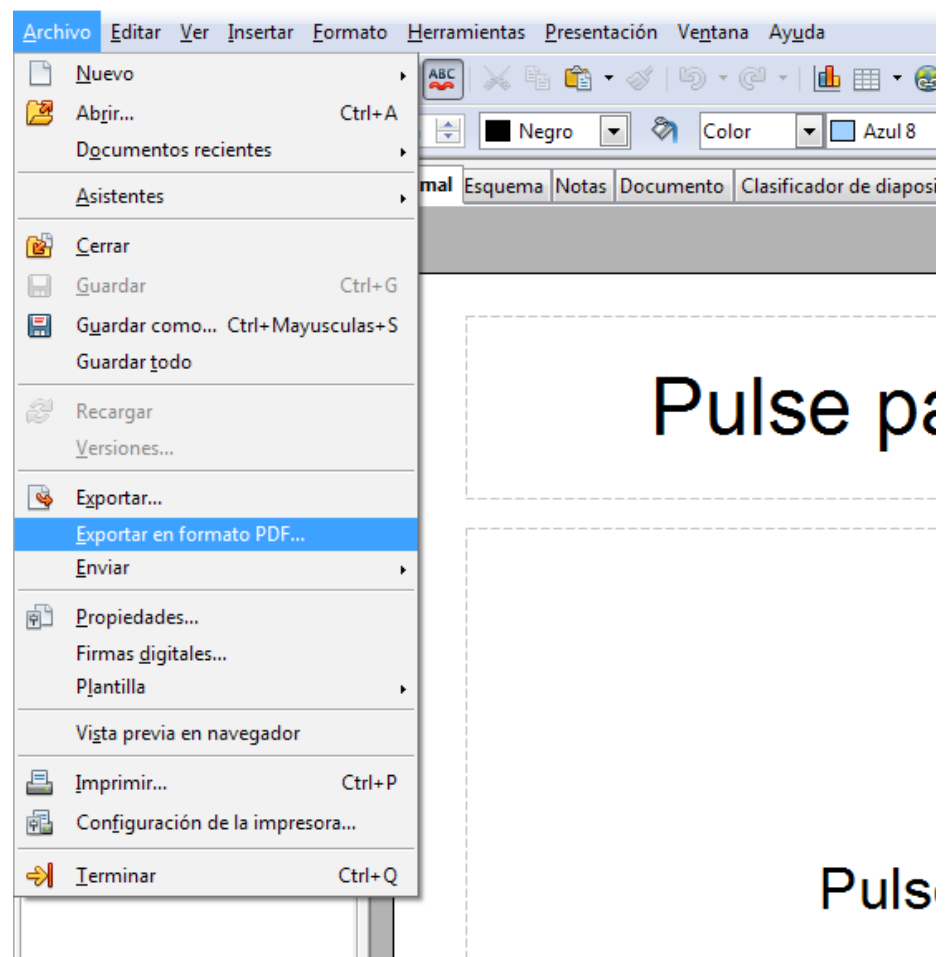 Archivo Editar Ver Insertar Formato Herramientas Presentación Ventana Ayuda
Nuevo
Abrir... Ctrl+A
Documentos recientes
Asistentes
Cerrar
Guardar Ctrl+G
Guardar como... Ctrl+Mayusculas+S
Guardar todo
Recargar
Versiones...
Exportar...
Exportar en formato PDF...
Enviar
Propiedades...
Firmas digitales...
Plantilla
Vista previa en navegador
Imprimir... Ctrl+P
Configuración de la impresora...
Terminar Ctrl+Q
ABC
Negro Color Azul 8
mal Esquema Notas Documento Clasificador de diaposi
Pulse pa
Pulse